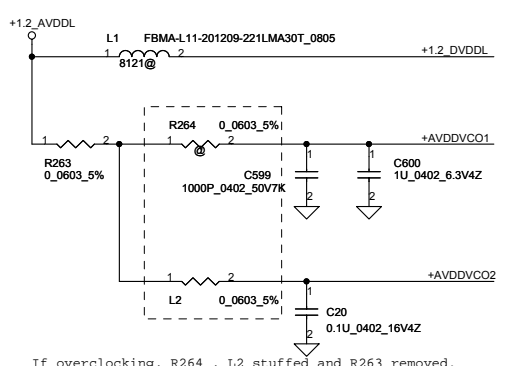 +1.2_AVDDL
L1 FBMA-L11-201209-221LMA30T_0805
1 2 +1.2_DVDDL
8121@
R264 0_0603_5% +AVDDVCO1
1 2 1 @ 2
R263
0_0603_5%
1 1
C599 C600
1000P_0402_50V7K 1U_0402_6.3V4Z
2 2
1 2 +AVDDVCO2
L2 0_0603_5%
1
C20
0.1U_0402_16V4Z
2
If overclocking, R264 , L2 stuffed and R263 removed.